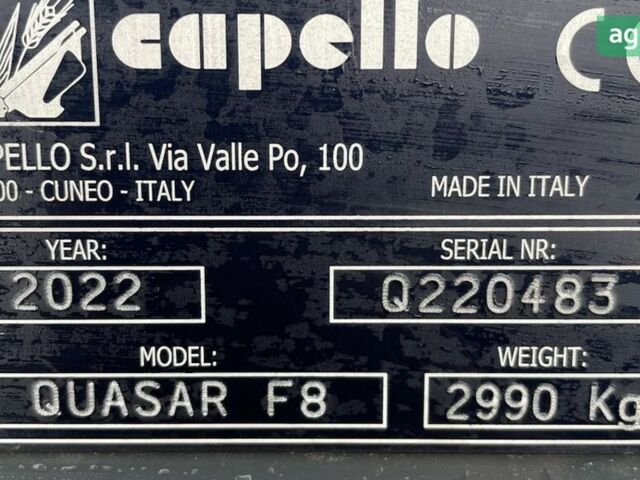 capello
ag
PELLO S.r.l. Via Valle Po, 100
00 - CUNEO - ITALY
MADE IN ITALY
YEAR:
SERIAL NR:
2022
Q220483
MODEL:
WEIGHT:
QUASAR F8
2990 Kg